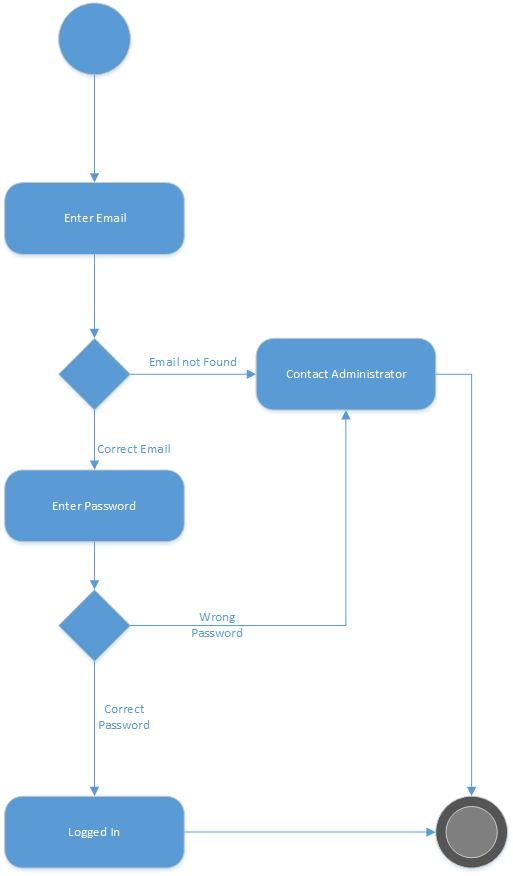 Enter Email
Email not Found
Contact Administrator
Correct Email
Enter Password
Wrong
Password
Correct
Password
Logged In